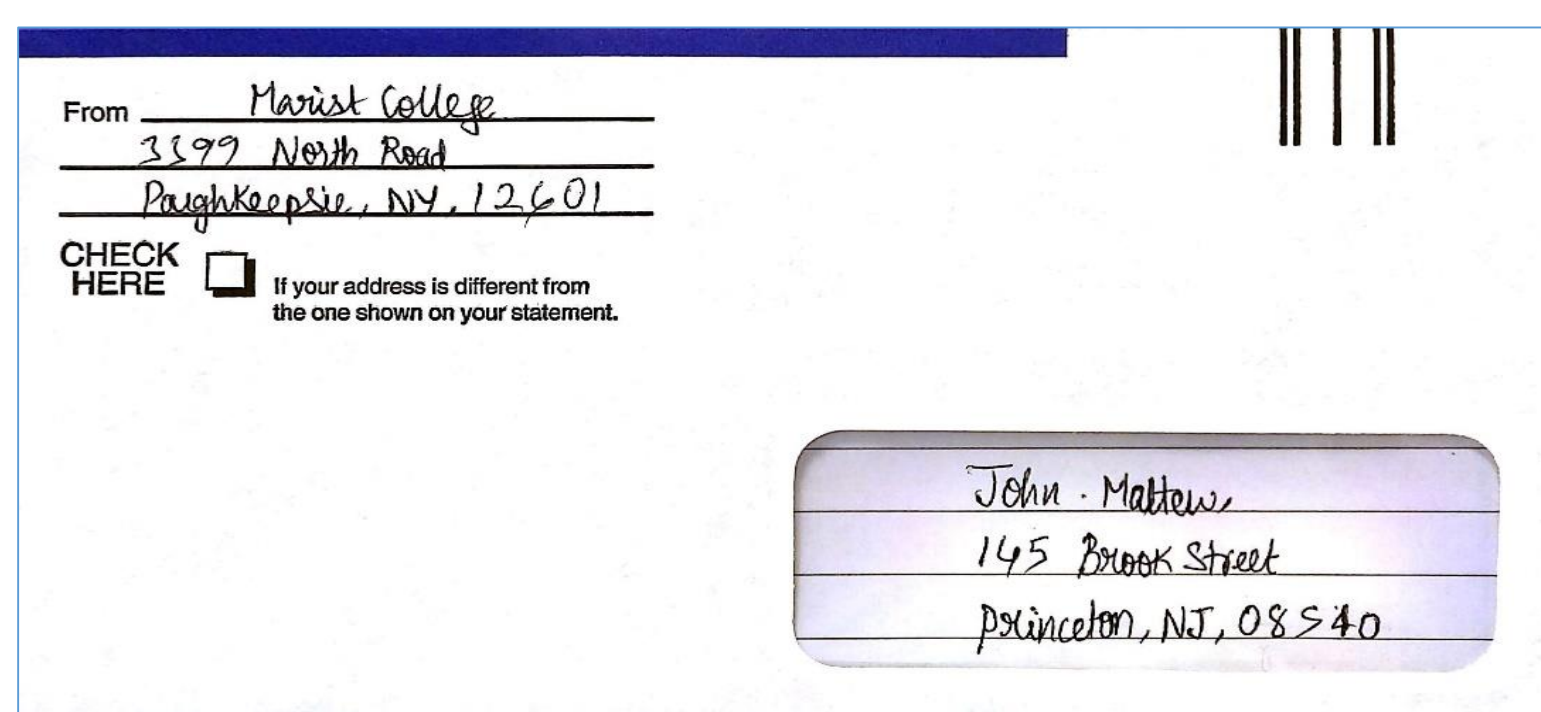 From Marist College
3399 North Road
Poughkeepsie, NY, 12601
CHECK
HERE
If your address is different from
the one shown on your statement.
John. Mattew,
145 Brook Street
Princeton, NJ, 08540